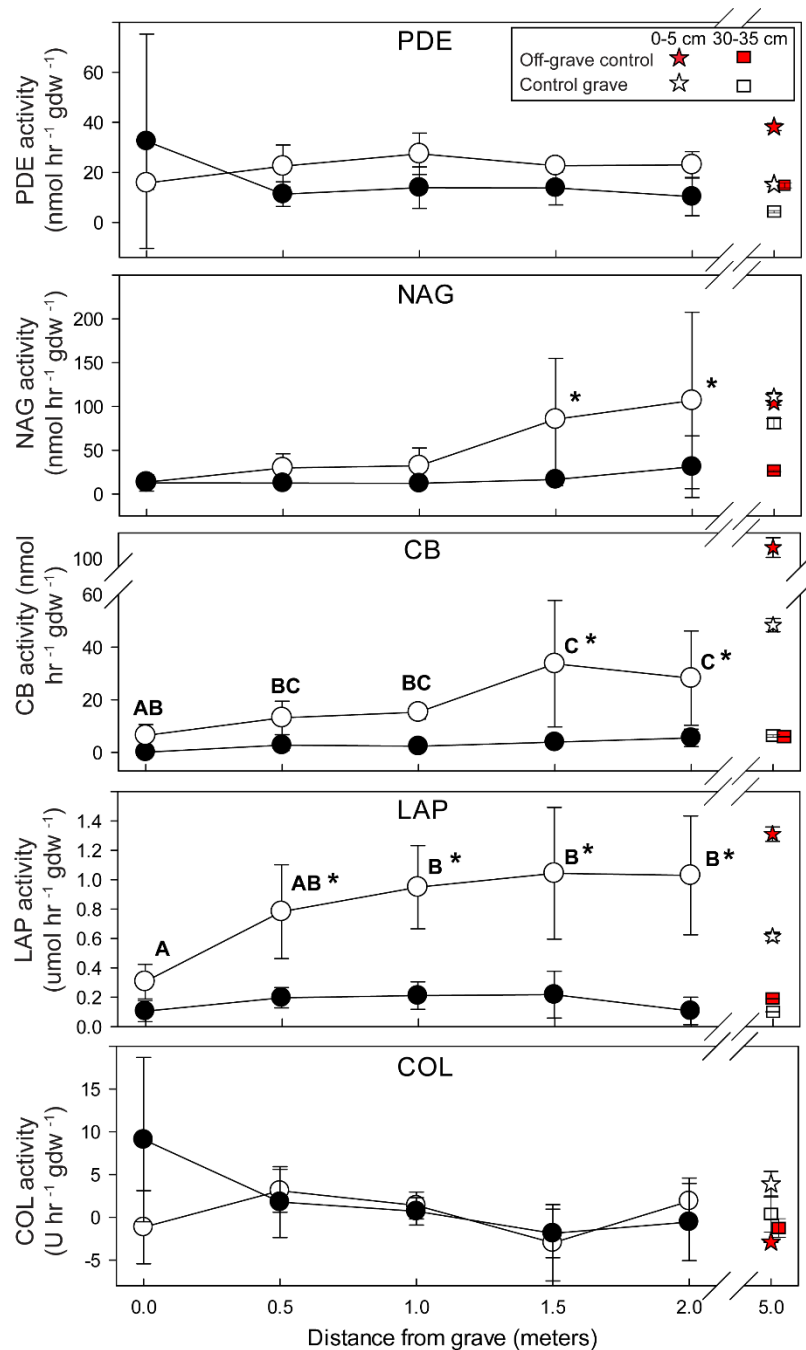 PDE
0-5 cm 30-35 cm
Off-grave control
Control grave
PDE activity
(nmol hr -1 gdw -1)
60
40
20
0
NAG
NAG activity
(nmol hr -1 gdw -1)
200
150
100
50
0
*
*
CB
CB activity (nmol
hr -1 gdw -1)
100
60
40
20
0
AB
BC
BC
C *
C *
LAP
LAP activity
(umol hr -1 gdw -1)
1.4
1.2
1.0
0.8
0.6
0.4
0.2
0.0
A
AB *
B *
B *
B *
COL
COL activity
(U hr -1 gdw -1)
15
10
5
0
-5
0.0 0.5 1.0 1.5 2.0 5.0
Distance from grave (meters)